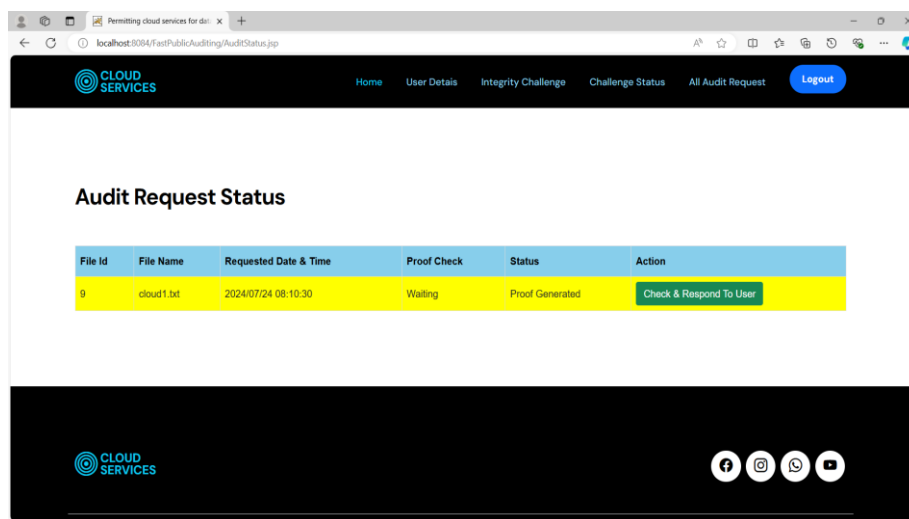 Permitting cloud services for dat
localhost:8084/FastPublicAuditing/AuditStatus.jsp
CLOUD
SERVICES
Home User Detais Integrity Challenge Challenge Status All Audit Request Logout
Audit Request Status
File Id File Name Requested Date & Time Proof Check Status Action
9 cloud1.txt 2024/07/24 08:10:30 Waiting Proof Generated Check & Respond To User
CLOUD
SERVICES